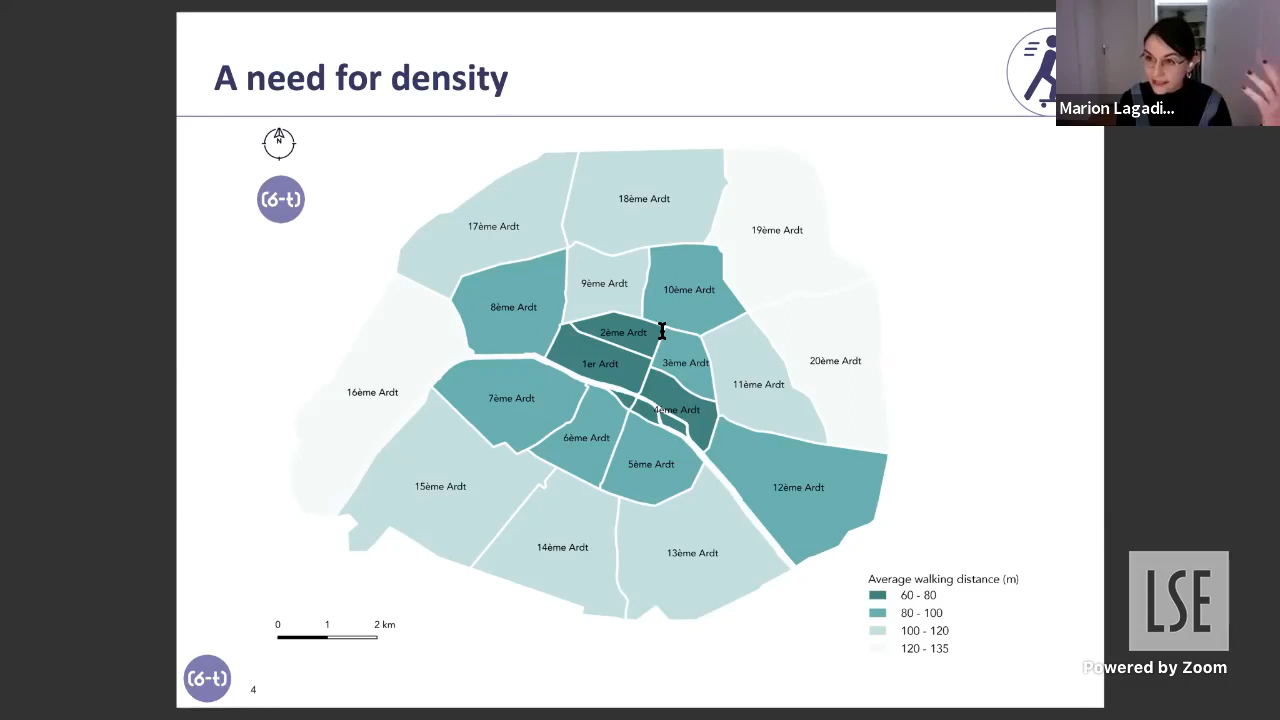 A need for density
Marion Lagadi...
N
(6-t)
18ème Ardt
17ème Ardt
19ème Ardt
9ème Ardt
10ème Ardt
8ème Ardt
2ème Ardt
1er Ardt
3ème Ardt
20ème Ardt
11ème Ardt
16ème Ardt
7ème Ardt
4ème Ardt
6ème Ardt
5ème Ardt
15ème Ardt
12ème Ardt
14ème Ardt
13ème Ardt
Average walking distance (m)
60 - 80
80 - 100
100 - 120
120 - 135
0 1 2 km
(6-t)
4
LSE
Powered by Zoom